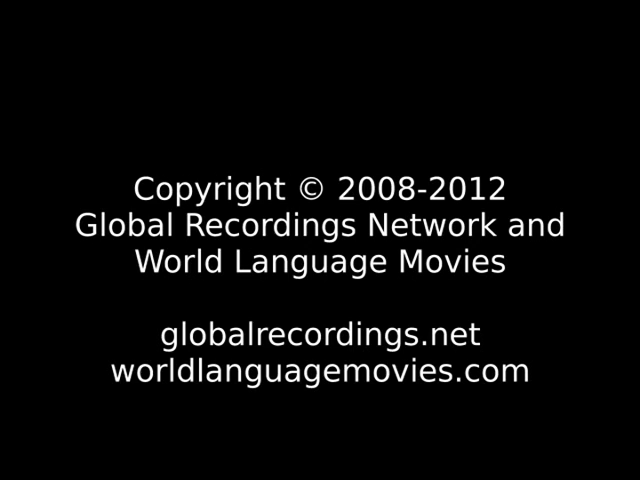 Copyright © 2008-2012
Global Recordings Network and
World Language Movies
globalrecordings.net
worldlanguagemovies.com